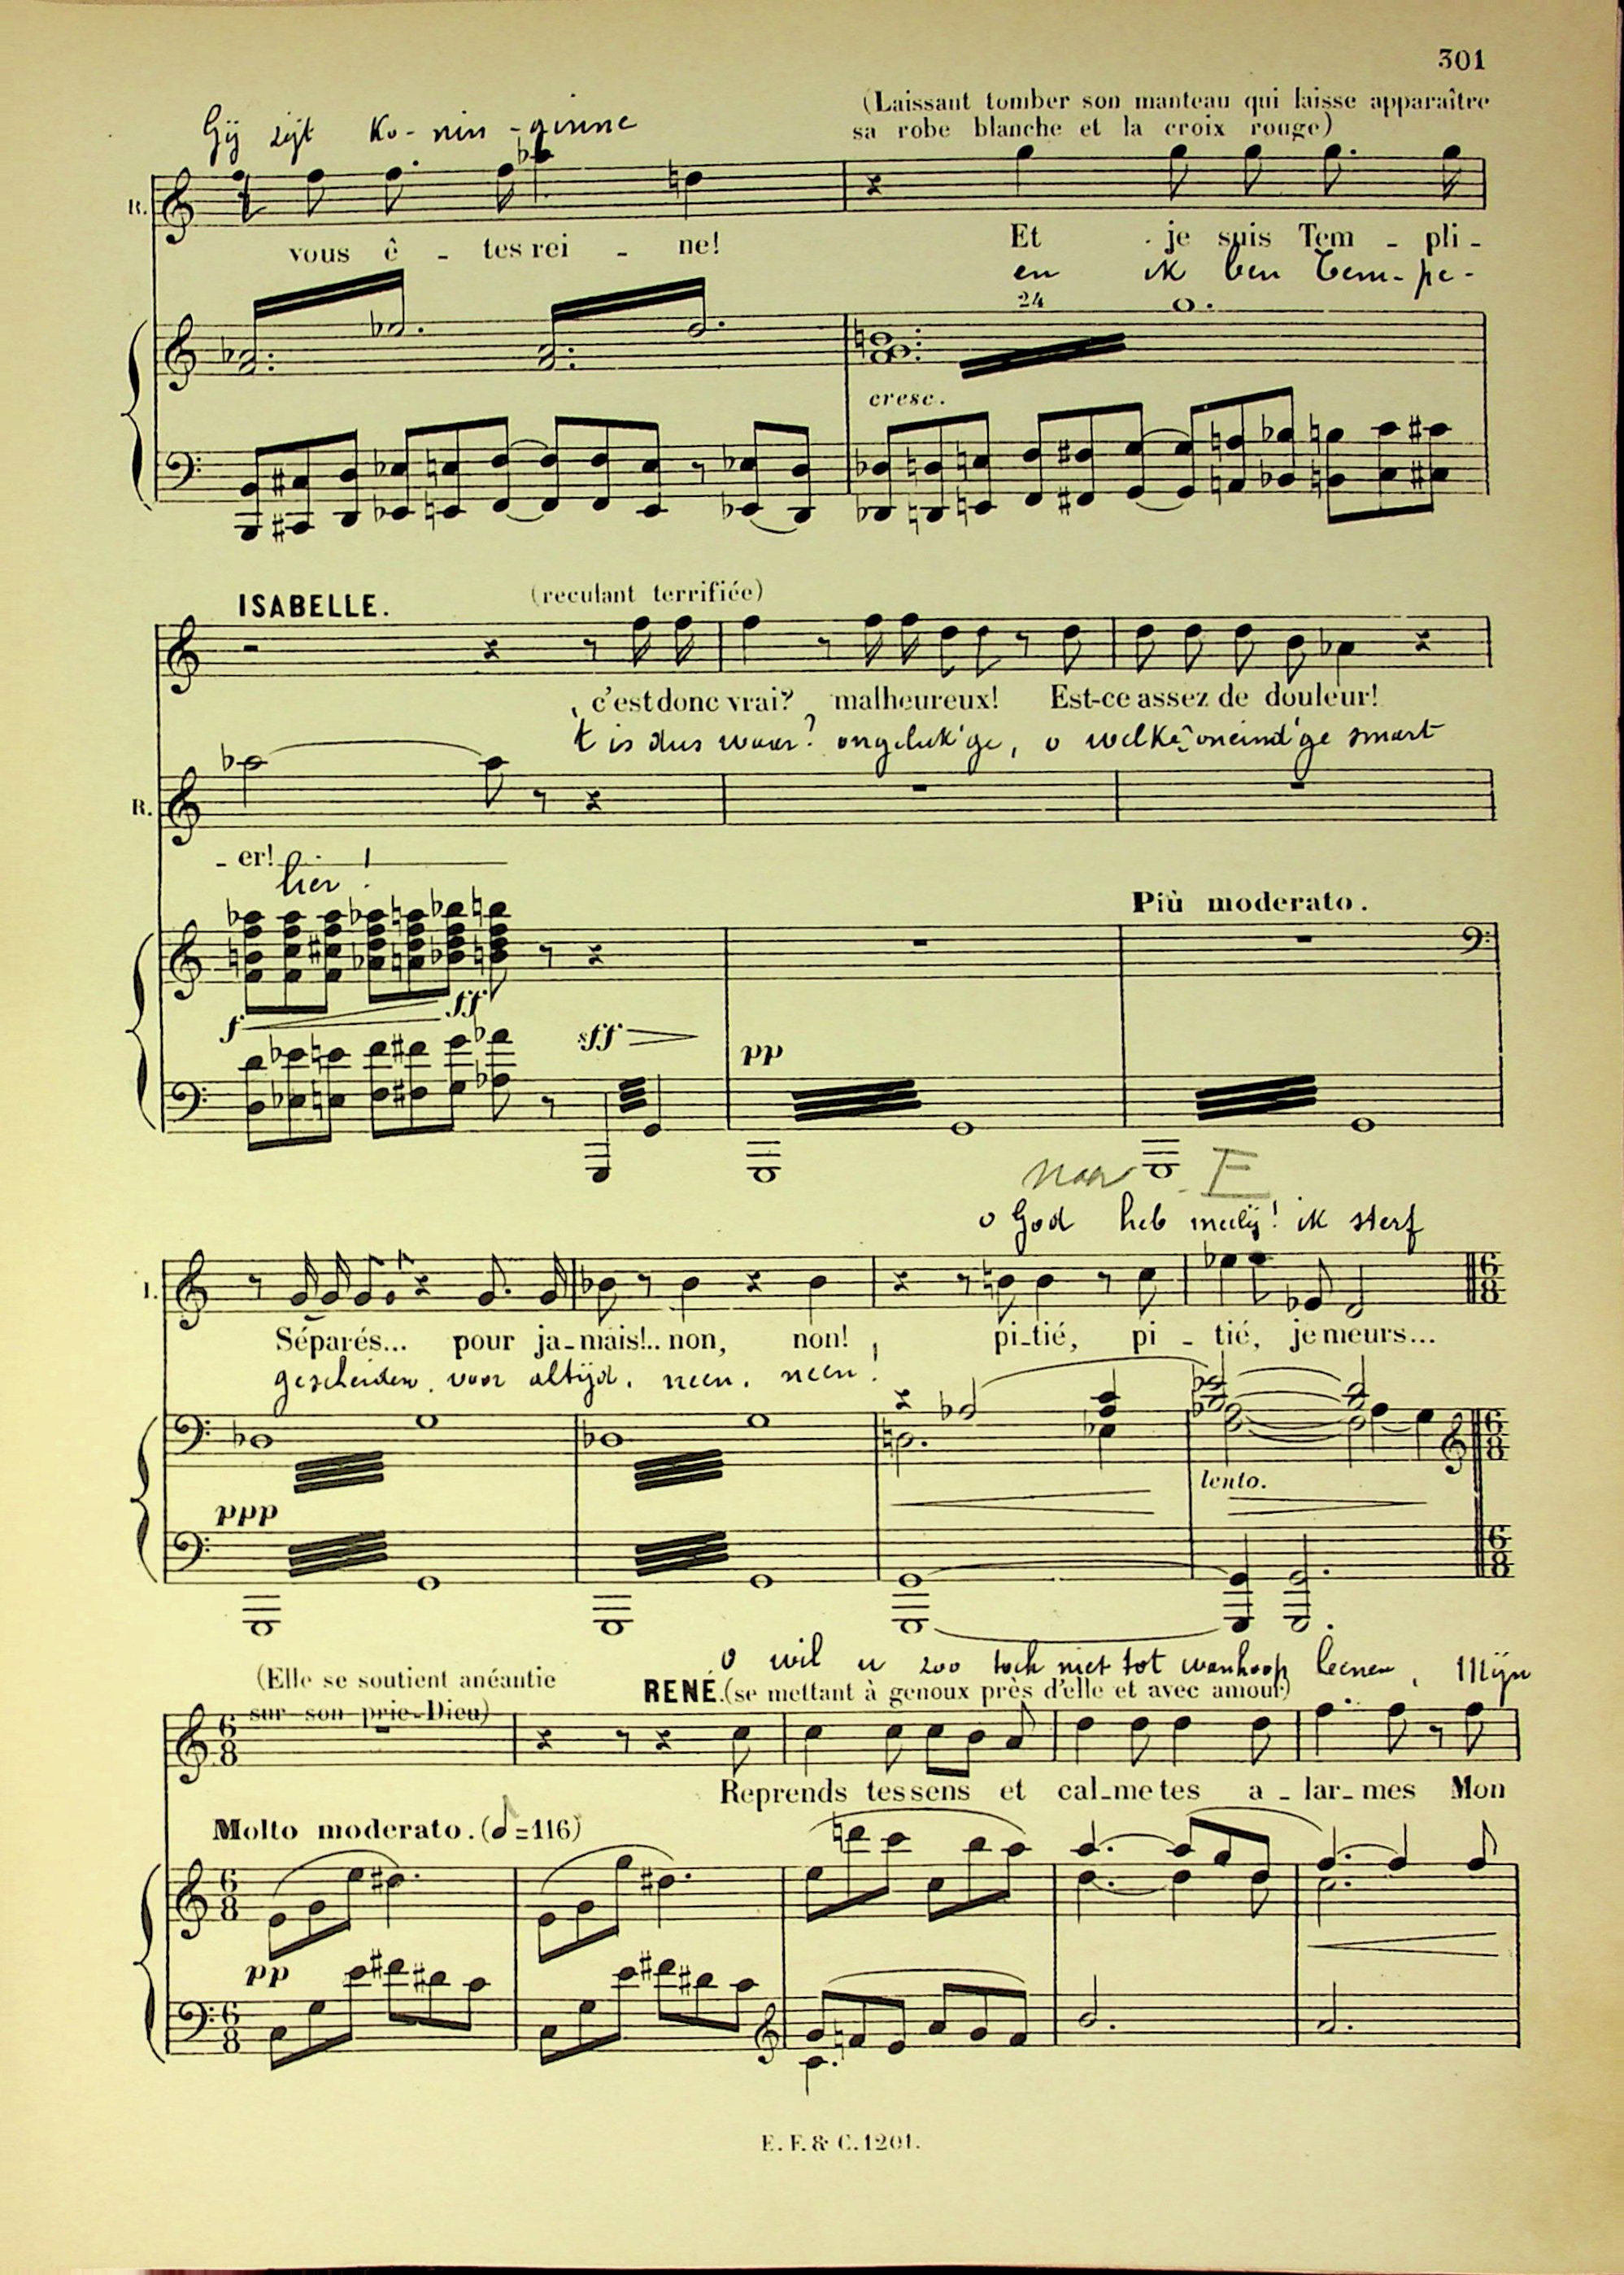 301
(Laissant tomber son manteau qui laisse apparaître
sa robe blanche et la croix rouge)
Gij zijt Ko-nin-ginne
R.
vous ê - tes rei - ne! Et je suis Tem - pli -
en ik ben Tem-pe-
24
cresc.
ISABELLE.
(reculant terrifiée)
c'est donc vrai? malheureux! Est-ce assez de douleur!
't is dus waar? ongeluk'ge, o welke oneind'ge smart
R.
- er!
lier!
Più moderato.
f ff sff pp
naar E
o God heb meelij! ik sterf
I.
Séparés... pour ja-mais!.. non, non! pi-tié, pi - tié, je meurs...
gescheiden, voor altijd, neen, neen!
lento.
ppp
o wil u zoo toch niet tot wanhoop leenen, Mijn
(Elle se soutient anéantie
sur son prie-Dieu)
RENÉ. (se mettant à genoux près d'elle et avec amour)
6 8
Reprends tes sens et cal-me tes a - lar-mes Mon
Molto moderato. (=116)
pp
E. F. & C. 1201.